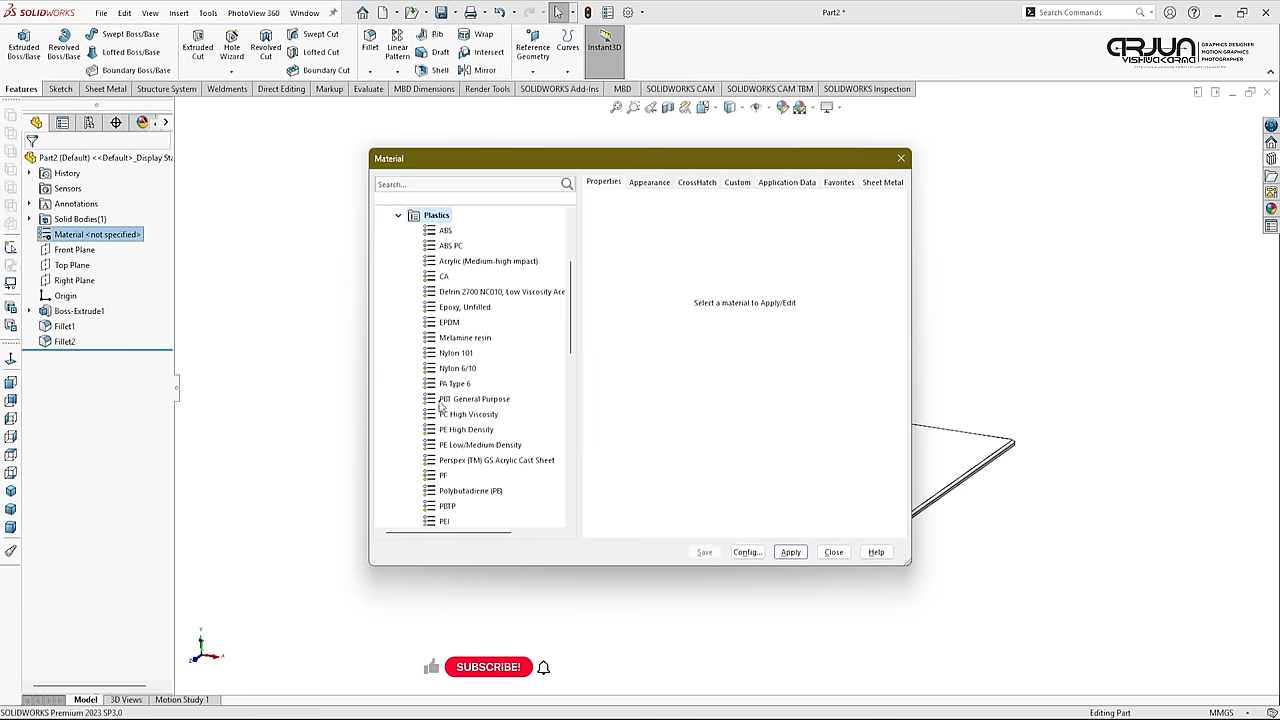 SOLIDWORKS File Edit View Insert Tools PhotoView 360 Window Part2 * Search Commands
Extruded Boss/Base
Revolved Boss/Base
Swept Boss/Base
Lofted Boss/Base
Boundary Boss/Base
Extruded Cut
Hole Wizard
Revolved Cut
Swept Cut
Lofted Cut
Boundary Cut
Fillet
Linear Pattern
Rib
Draft
Shell
Wrap
Intersect
Mirror
Reference Geometry
Curves
Instant3D
ARJUN
VISHWAKARMA
GRAPHICS DESIGNER
MOTION GRAPHICS
PHOTOGRAPHER
Features Sketch Sheet Metal Structure System Weldments Direct Editing Markup Evaluate MBD Dimensions Render Tools SOLIDWORKS Add-Ins MBD SOLIDWORKS CAM SOLIDWORKS CAM TBM SOLIDWORKS Inspection
Part2 (Default) <<Default>_Display Sta
History
Sensors
Annotations
Solid Bodies(1)
Material <not specified>
Front Plane
Top Plane
Right Plane
Origin
Boss-Extrude1
Fillet1
Fillet2
Material
Search...
Plastics
ABS
ABS PC
Acrylic (Medium-high impact)
CA
Delrin 2700 NC010, Low Viscosity Ace
Epoxy, Unfilled
EPDM
Melamine resin
Nylon 101
Nylon 6/10
PA Type 6
PBT General Purpose
PC High Viscosity
PE High Density
PE Low/Medium Density
Perspex (TM) GS Acrylic Cast Sheet
PF
Polybutadiene (PB)
PBTP
PEI
Properties Appearance CrossHatch Custom Application Data Favorites Sheet Metal
Select a material to Apply/Edit
Save Config... Apply Close Help
Y
X
Z
SUBSCRIBE!
Model 3D Views Motion Study 1
SOLIDWORKS Premium 2023 SP3.0 Editing Part MMGS